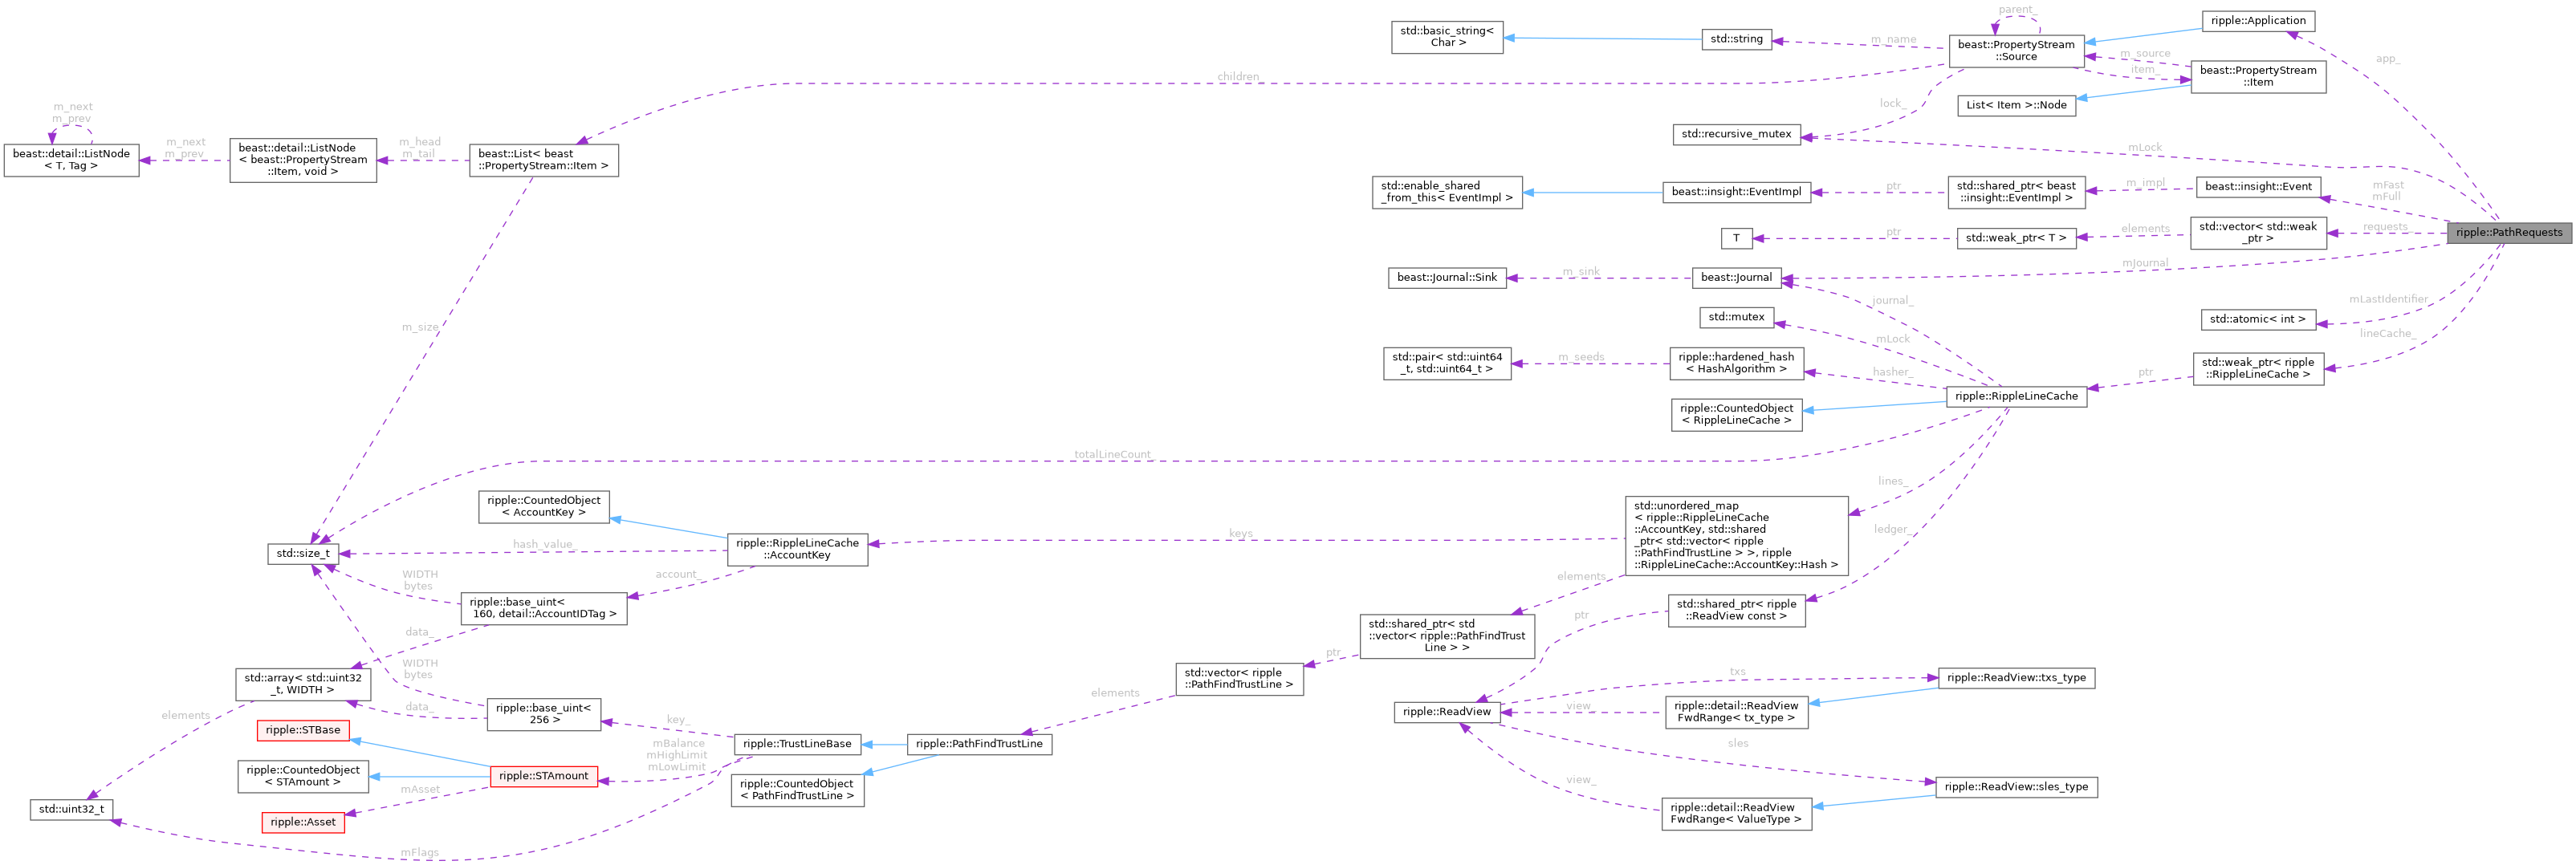 parent_
ripple::Application
std::basic_string<
Char >
std::string
m_name
beast::PropertyStream
::Source
m_source
item_
app_
beast::PropertyStream
::Item
children_
lock_
List< Item >::Node
m_next
m_prev
std::recursive_mutex
mLock
beast::detail::ListNode
< T, Tag >
m_next
m_prev
beast::detail::ListNode
< beast::PropertyStream
::Item, void >
m_head
m_tail
beast::List< beast
::PropertyStream::Item >
std::enable_shared
_from_this< EventImpl >
beast::insight::EventImpl
ptr
std::shared_ptr< beast
::insight::EventImpl >
m_impl
beast::insight::Event
mFast
mFull
T
ptr
std::weak_ptr< T >
elements
std::vector< std::weak
_ptr >
requests_
ripple::PathRequests
beast::Journal::Sink
m_sink
beast::Journal
mJournal
journal_
mLastIdentifier
std::atomic< int >
std::mutex
mLock
lineCache_
m_size
std::pair< std::uint64
_t, std::uint64_t >
m_seeds
ripple::hardened_hash
< HashAlgorithm >
hasher_
ptr
std::weak_ptr< ripple
::RippleLineCache >
ripple::RippleLineCache
ripple::CountedObject
< RippleLineCache >
totalLineCount_
lines_
ledger_
ripple::CountedObject
< AccountKey >
std::unordered_map
< ripple::RippleLineCache
::AccountKey, std::shared
_ptr< std::vector< ripple
::PathFindTrustLine > >, ripple
::RippleLineCache::AccountKey::Hash >
keys
std::size_t
hash_value_
ripple::RippleLineCache
::AccountKey
WIDTH
bytes
account_
elements
ripple::base_uint<
160, detail::AccountIDTag >
std::shared_ptr< ripple
::ReadView const >
ptr
std::shared_ptr< std
::vector< ripple::PathFindTrust
Line > >
data_
ptr
WIDTH
bytes
std::array< std::uint32
_t, WIDTH >
std::vector< ripple
::PathFindTrustLine >
txs
ripple::ReadView::txs_type
elements
data_
ripple::base_uint<
256 >
elements
ripple::ReadView
view_
ripple::detail::ReadView
FwdRange< tx_type >
key_
ripple::STBase
mBalance
mHighLimit
mLowLimit
ripple::TrustLineBase
ripple::PathFindTrustLine
sles
ripple::CountedObject
< STAmount >
ripple::STAmount
view_
ripple::ReadView::sles_type
mAsset
ripple::CountedObject
< PathFindTrustLine >
std::uint32_t
ripple::Asset
ripple::detail::ReadView
FwdRange< ValueType >
mFlags